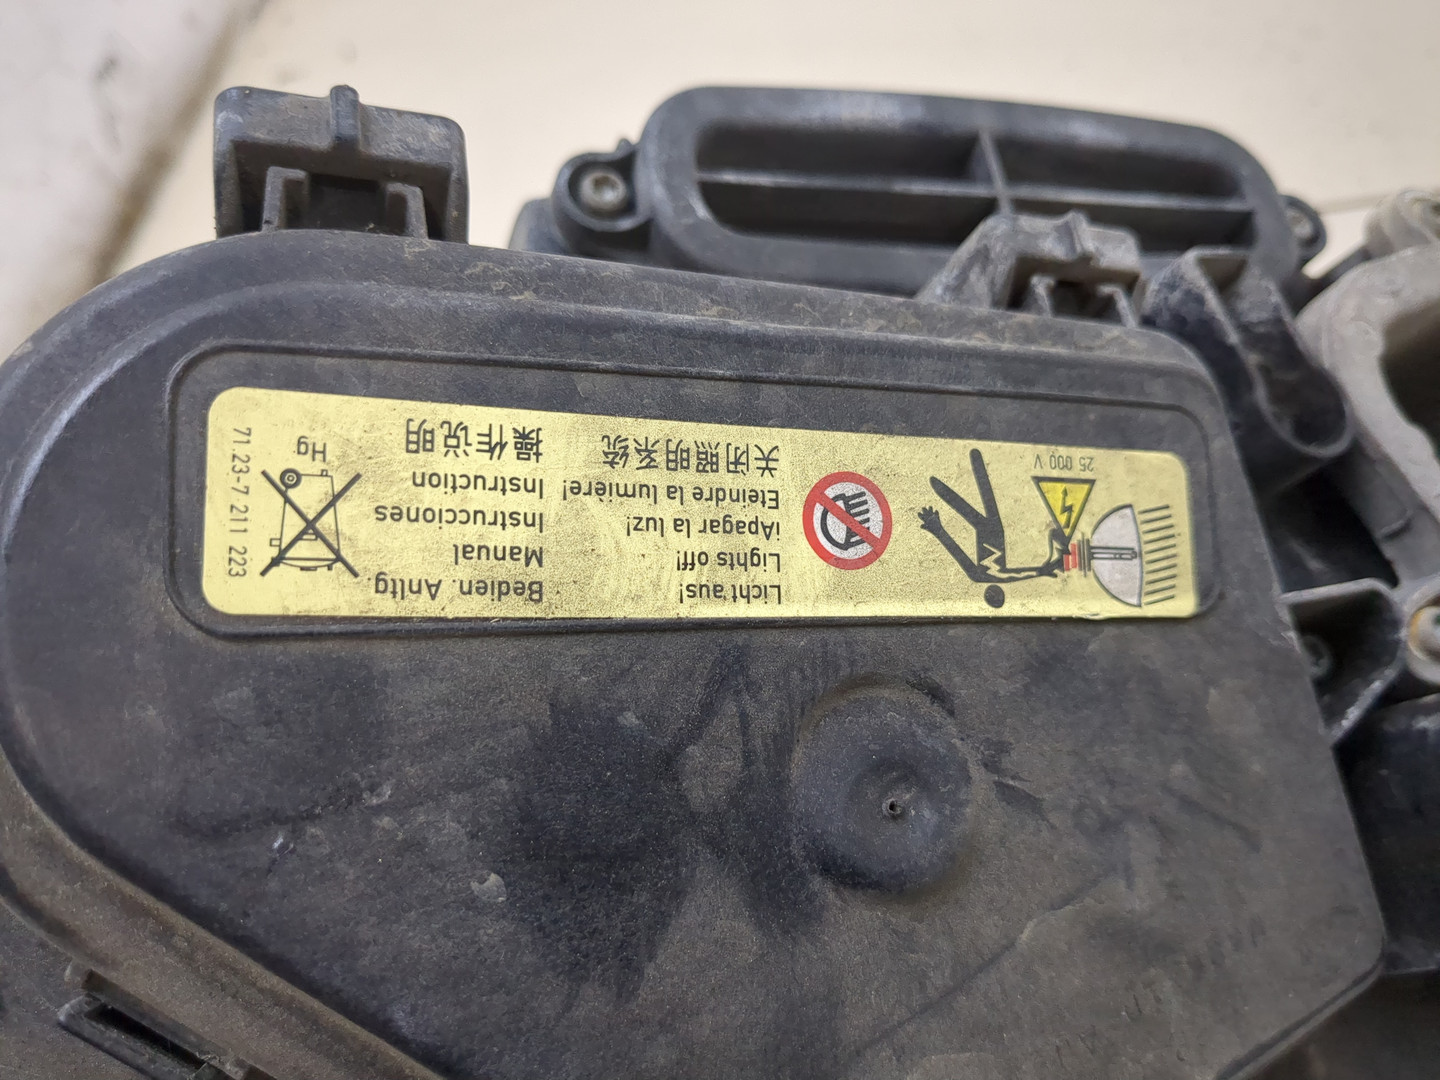 25 000 V
Licht aus!
Lights off!
¡Apagar la luz!
Eteindre la lumière!
关闭照明系统
Bedien. Anltg.
Manual
Instrucciones
Instruction
操作说明
Hg
71.23-7 211 223